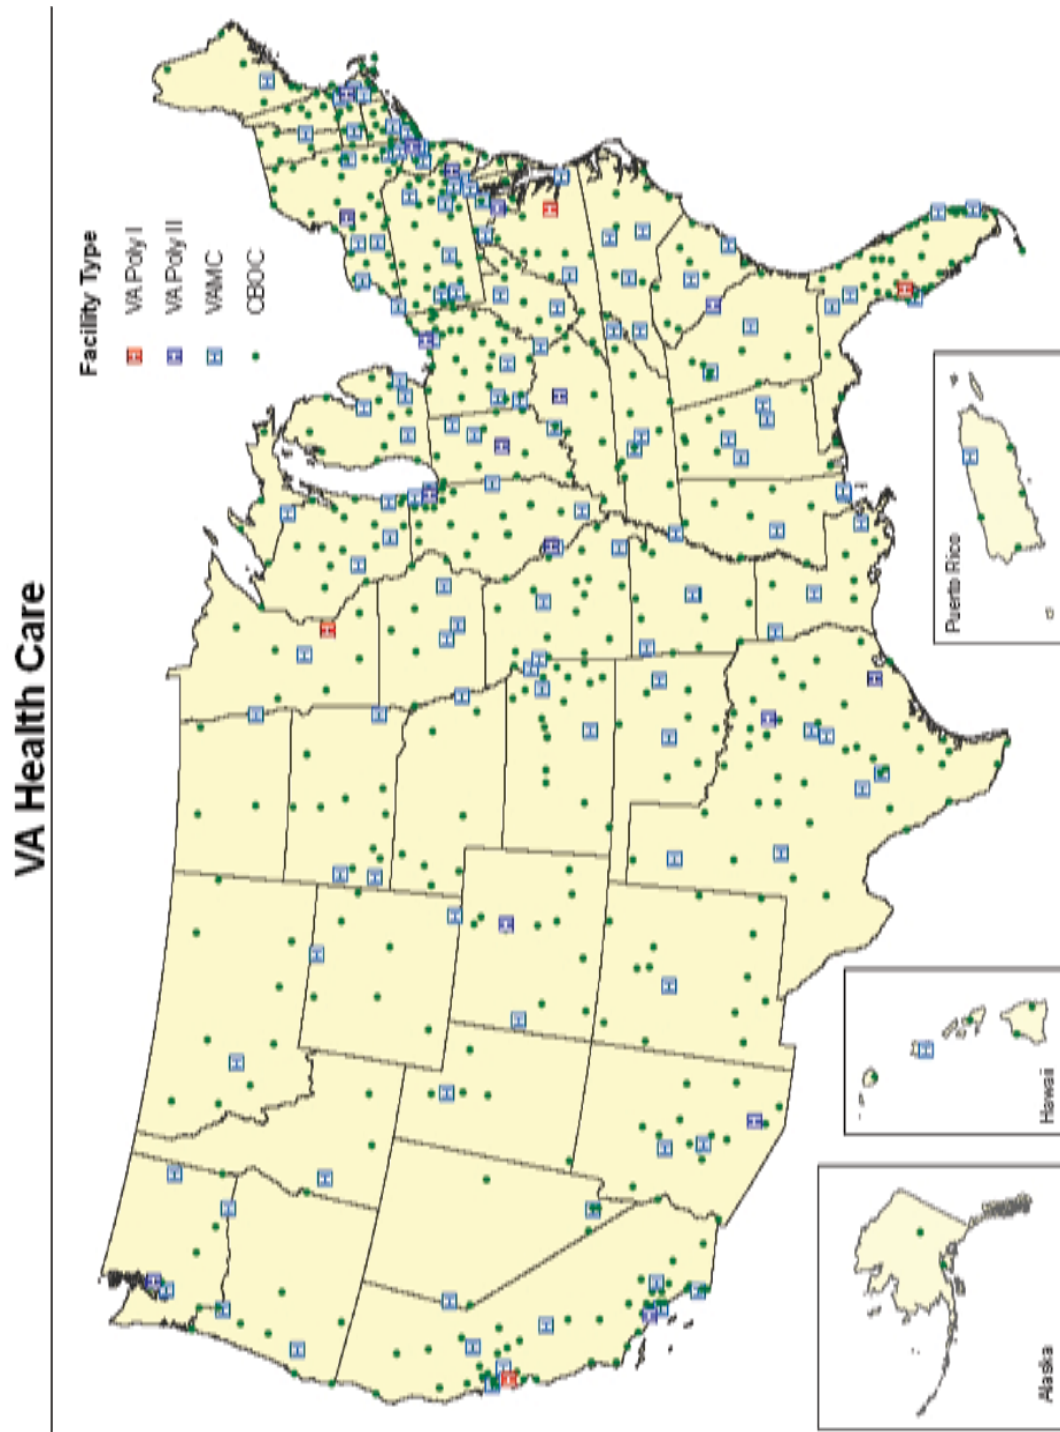 VA Health Care
Facility Type
H VA Poly I
H VA Poly II
H VAMC
CBOC
Alaska
Hawaii
Puerto Rico